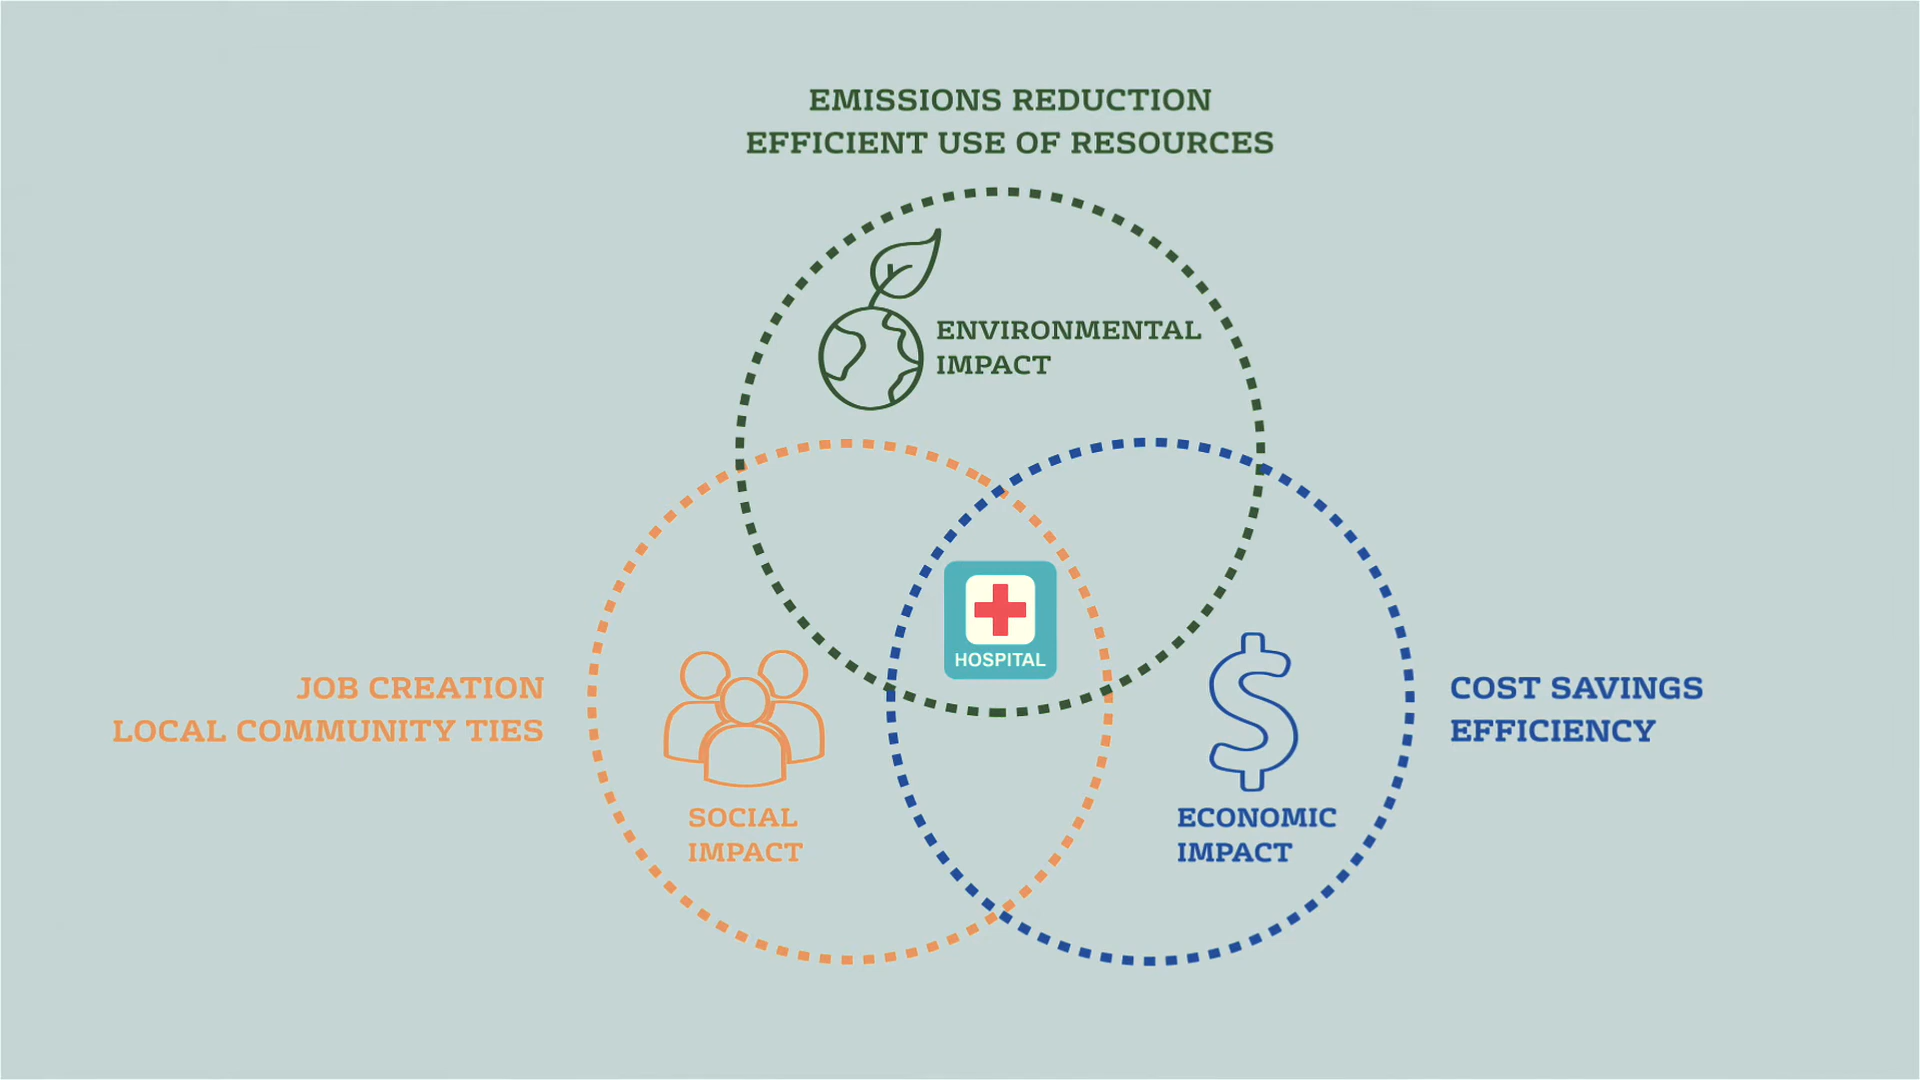 EMISSIONS REDUCTION
EFFICIENT USE OF RESOURCES
ENVIRONMENTAL
IMPACT
HOSPITAL
JOB CREATION
LOCAL COMMUNITY TIES
SOCIAL
IMPACT
COST SAVINGS
EFFICIENCY
ECONOMIC
IMPACT